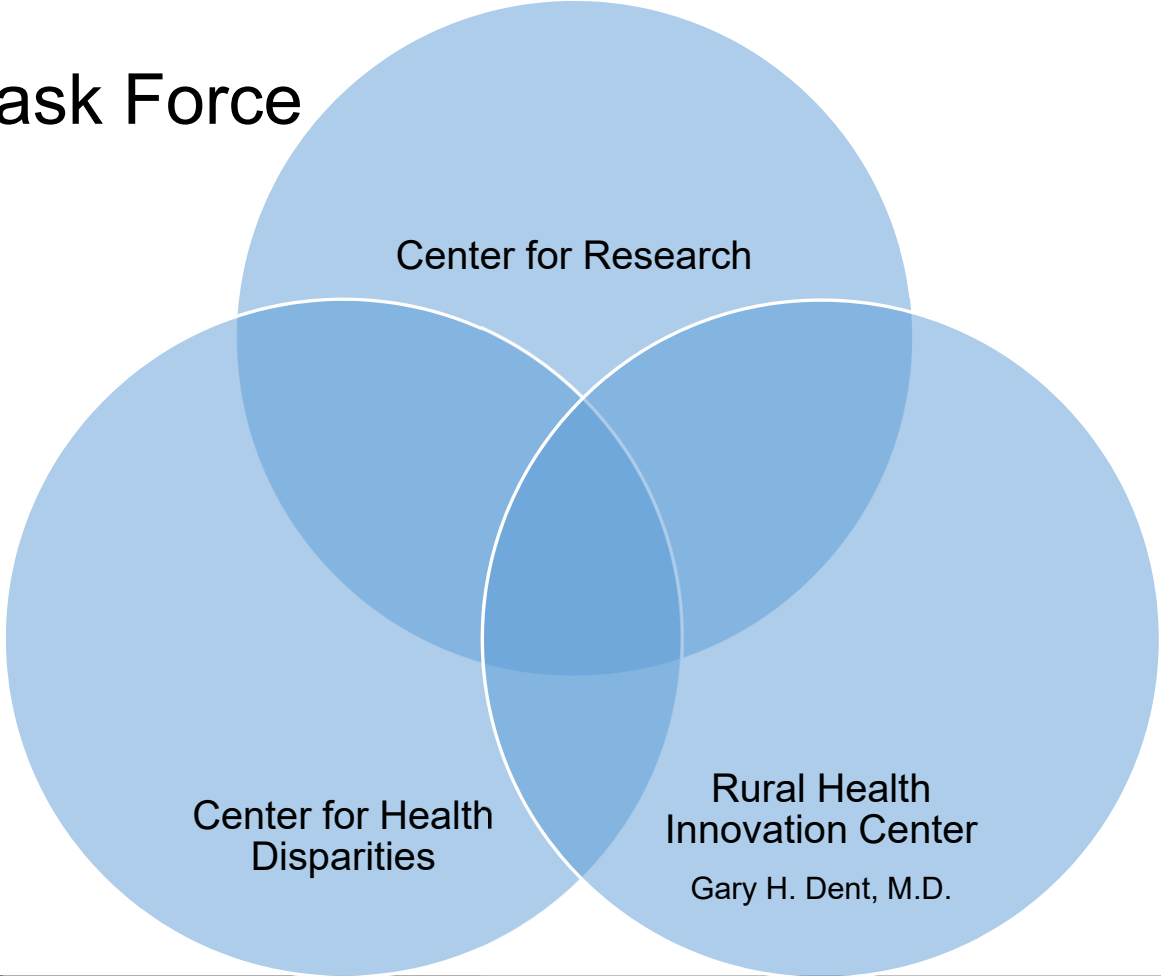 ask Force
Center for Research
Center for Health
Disparities
Rural Health
Innovation Center
Gary H. Dent, M.D.